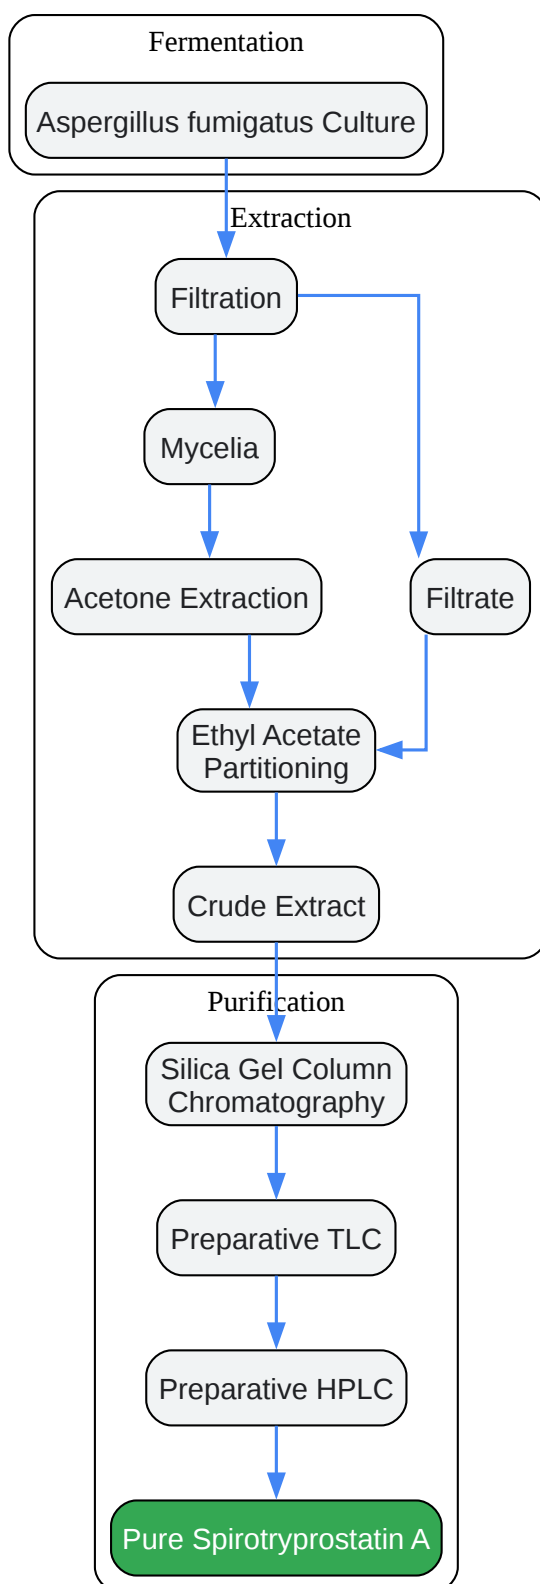 Fermentation
Aspergillus fumigatus Culture
Extraction
Filtration
Mycelia
Acetone Extraction
Filtrate
Ethyl Acetate
Partitioning
Crude Extract
Purification
Silica Gel Column
Chromatography
Preparative TLC
Preparative HPLC
Pure Spirotryprostatin A